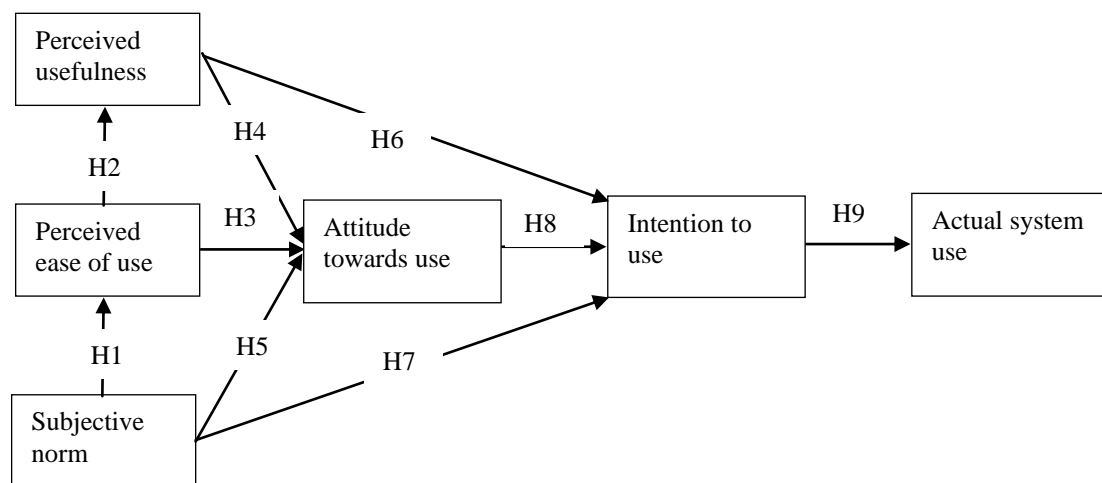 Perceived
usefulness
H4
H6
H2
H3
Perceived
ease of use
Attitude
towards use
H8
Intention to
use
H9
Actual system
use
H1
H5
H7
Subjective
norm